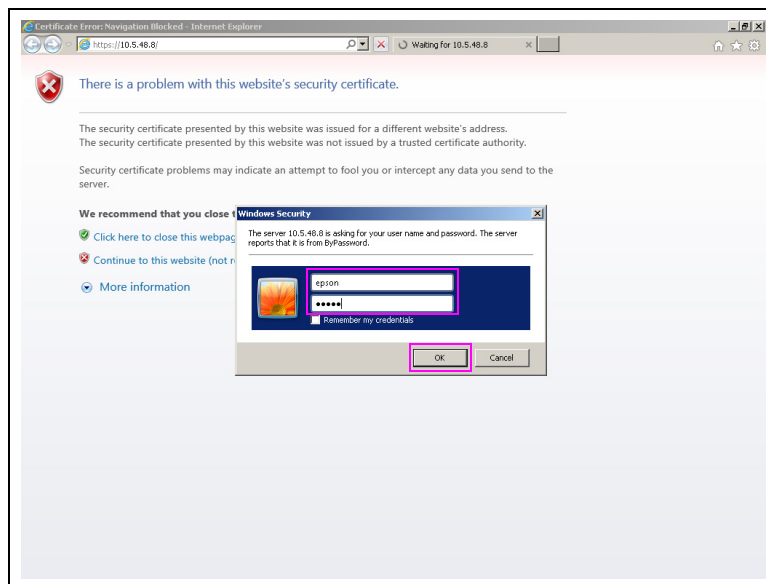 Certificate Error: Navigation Blocked - Internet Explorer
https://10.5.48.8/
Waiting for 10.5.48.8
There is a problem with this website's security certificate.
The security certificate presented by this website was issued for a different website's address.
The security certificate presented by this website was not issued by a trusted certificate authority.
Security certificate problems may indicate an attempt to fool you or intercept any data you send to the
server.
We recommend that you close t
Click here to close this webpag
Continue to this website (not r
More information
Windows Security
The server 10.5.48.8 is asking for your user name and password. The server
reports that it is from ByPassword.
epson
●●●●●
Remember my credentials
OK
Cancel